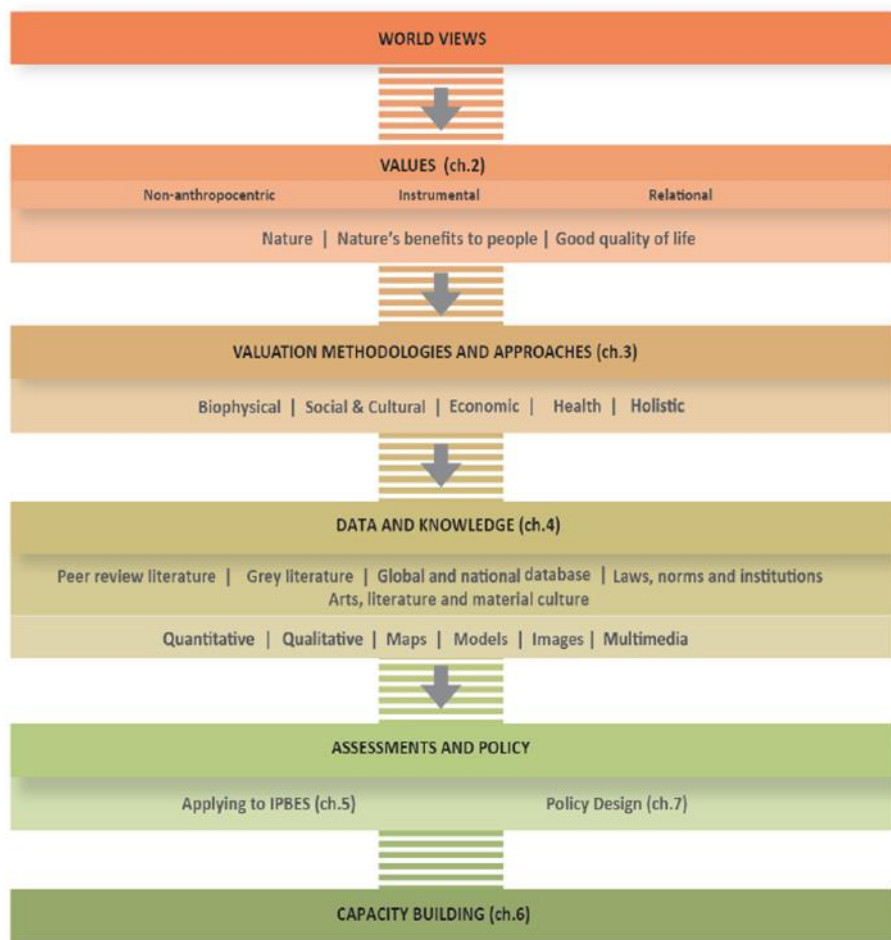 WORLD VIEWS
VALUES (ch.2)
Non-anthropocentric Instrumental Relational
Nature | Nature's benefits to people | Good quality of life
VALUATION METHODOLOGIES AND APPROACHES (ch.3)
Biophysical | Social & Cultural | Economic | Health | Holistic
DATA AND KNOWLEDGE (ch.4)
Peer review literature | Grey literature | Global and national database | Laws, norms and institutions
Arts, literature and material culture
Quantitative | Qualitative | Maps | Models | Images | Multimedia
ASSESSMENTS AND POLICY
Applying to IPBES (ch.5) Policy Design (ch.7)
CAPACITY BUILDING (ch.6)